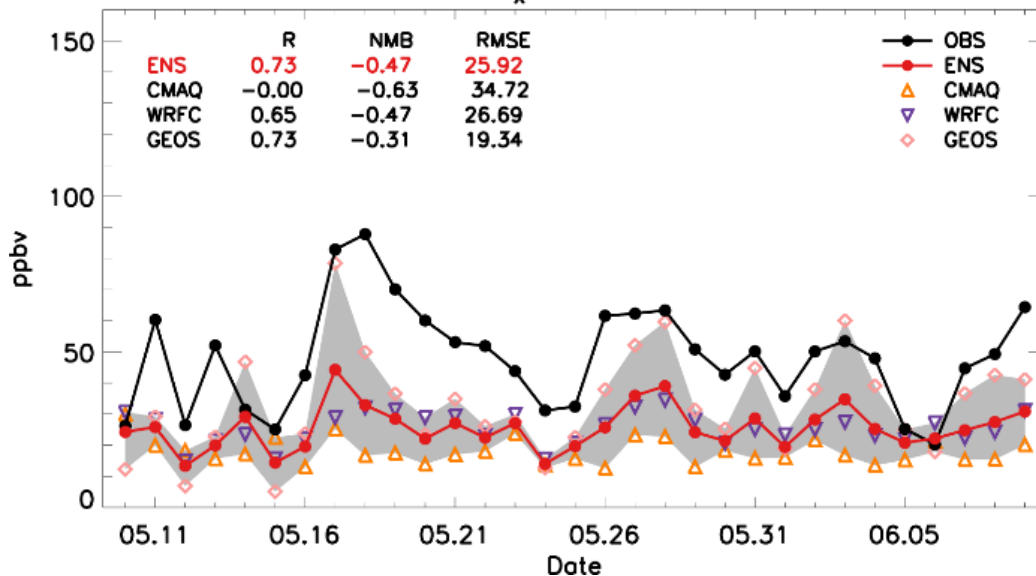 x
150
100
50
0
ppbv
R NMB RMSE
ENS 0.73 −0.47 25.92
CMAQ −0.00 −0.63 34.72
WRFC 0.65 −0.47 26.69
GEOS 0.73 −0.31 19.34
OBS
ENS
CMAQ
WRFC
GEOS
05.11 05.16 05.21 05.26 05.31 06.05
Date